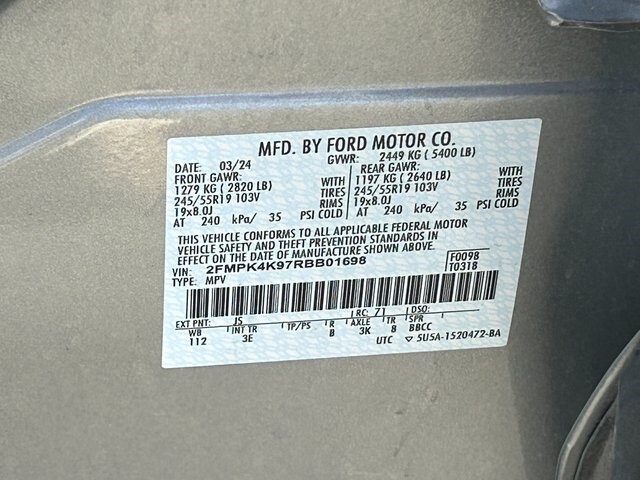 MFD. BY FORD MOTOR CO.
DATE: 03/24 GVWR: 2449 KG ( 5400 LB)
FRONT GAWR: WITH REAR GAWR: WITH
1279 KG ( 2820 LB) TIRES 1197 KG ( 2640 LB) TIRES
245/55R19 103V RIMS 245/55R19 103V RIMS
19x8.0J 19x8.0J
AT 240 kPa/ 35 PSI COLD AT 240 kPa/ 35 PSI COLD
THIS VEHICLE CONFORMS TO ALL APPLICABLE FEDERAL MOTOR
VEHICLE SAFETY AND THEFT PREVENTION STANDARDS IN
EFFECT ON THE DATE OF MANUFACTURE SHOWN ABOVE.
VIN: 2FMPK4K97RBB01698 F0098
TYPE: MPV T0318
EXT PNT: JS RC: 71 DSO:
WB INT TR TP/PS R AXLE TR SPR
112 3E B 3K 8 BBCC
UTC 5U5A-1520472-BA